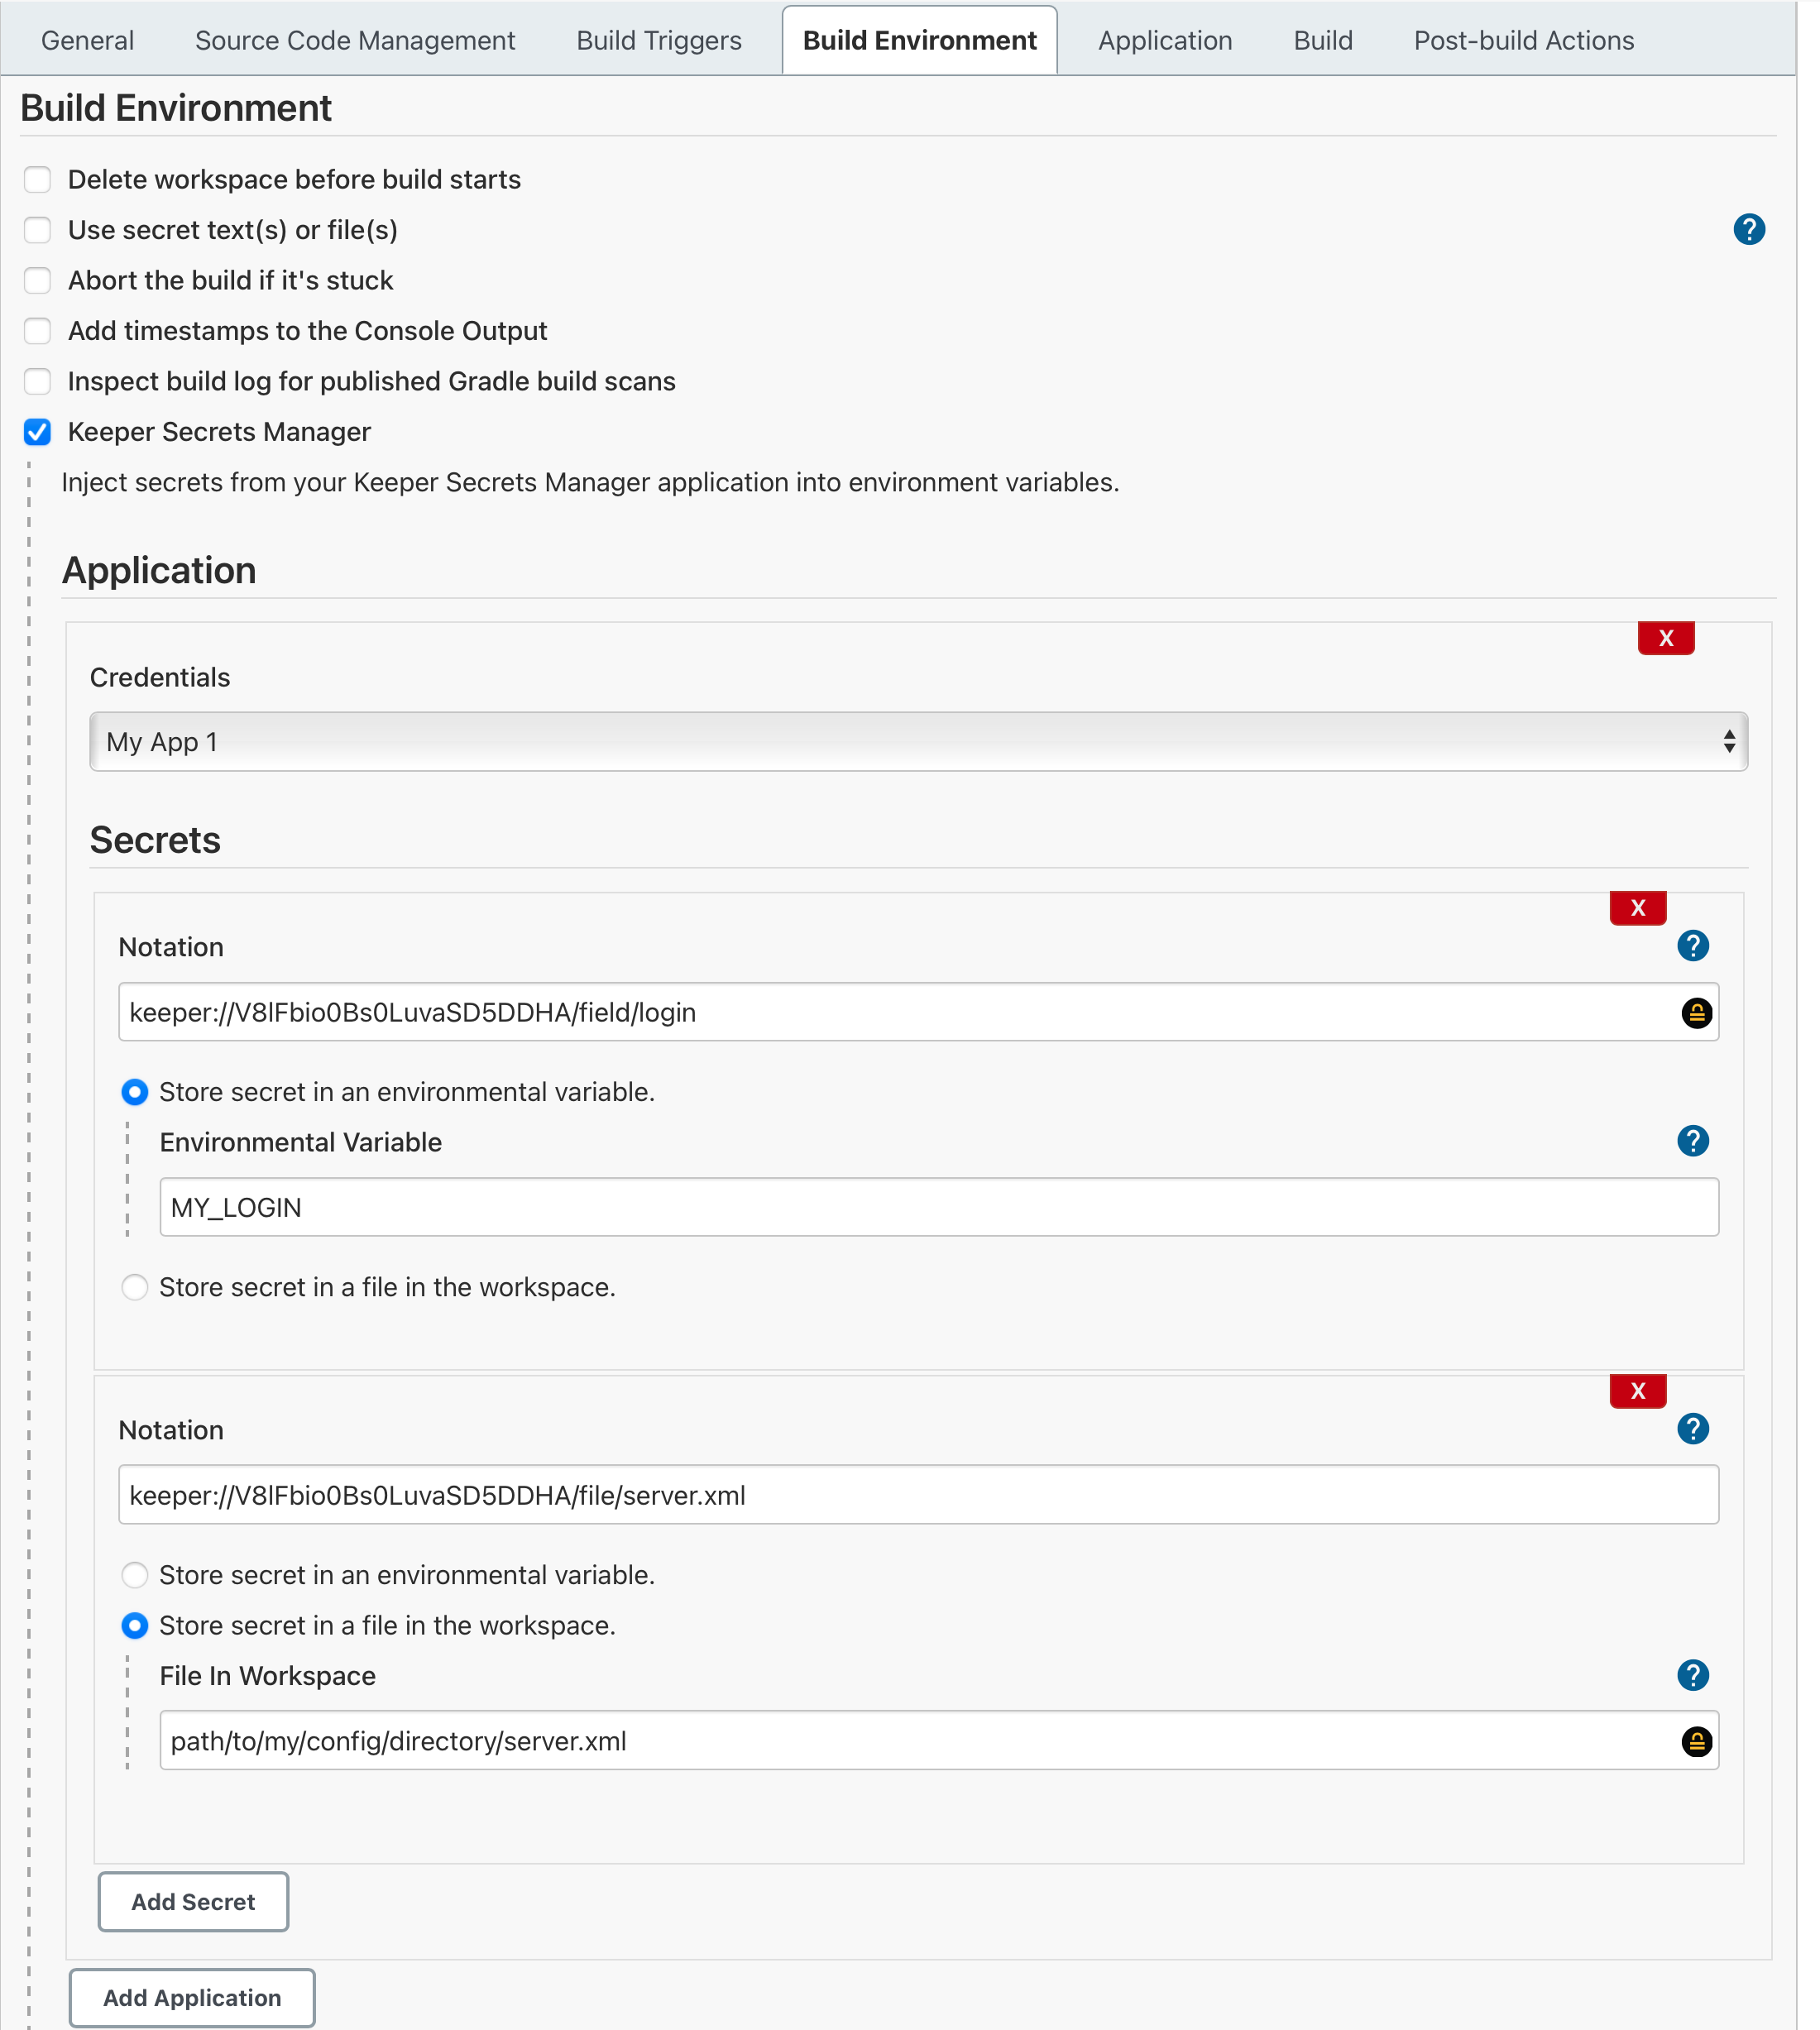 General Source Code Management Build Triggers Build Environment Application Build Post-build Actions
Build Environment
Delete workspace before build starts
Use secret text(s) or file(s)
?
Abort the build if it's stuck
Add timestamps to the Console Output
Inspect build log for published Gradle build scans
Keeper Secrets Manager
Inject secrets from your Keeper Secrets Manager application into environment variables.
Application
X
Credentials
My App 1
Secrets
X
Notation
?
keeper://V8lFbio0Bs0LuvaSD5DDHA/field/login
Store secret in an environmental variable.
Environmental Variable
?
MY_LOGIN
Store secret in a file in the workspace.
X
Notation
?
keeper://V8lFbio0Bs0LuvaSD5DDHA/file/server.xml
Store secret in an environmental variable.
Store secret in a file in the workspace.
File In Workspace
?
path/to/my/config/directory/server.xml
Add Secret
Add Application